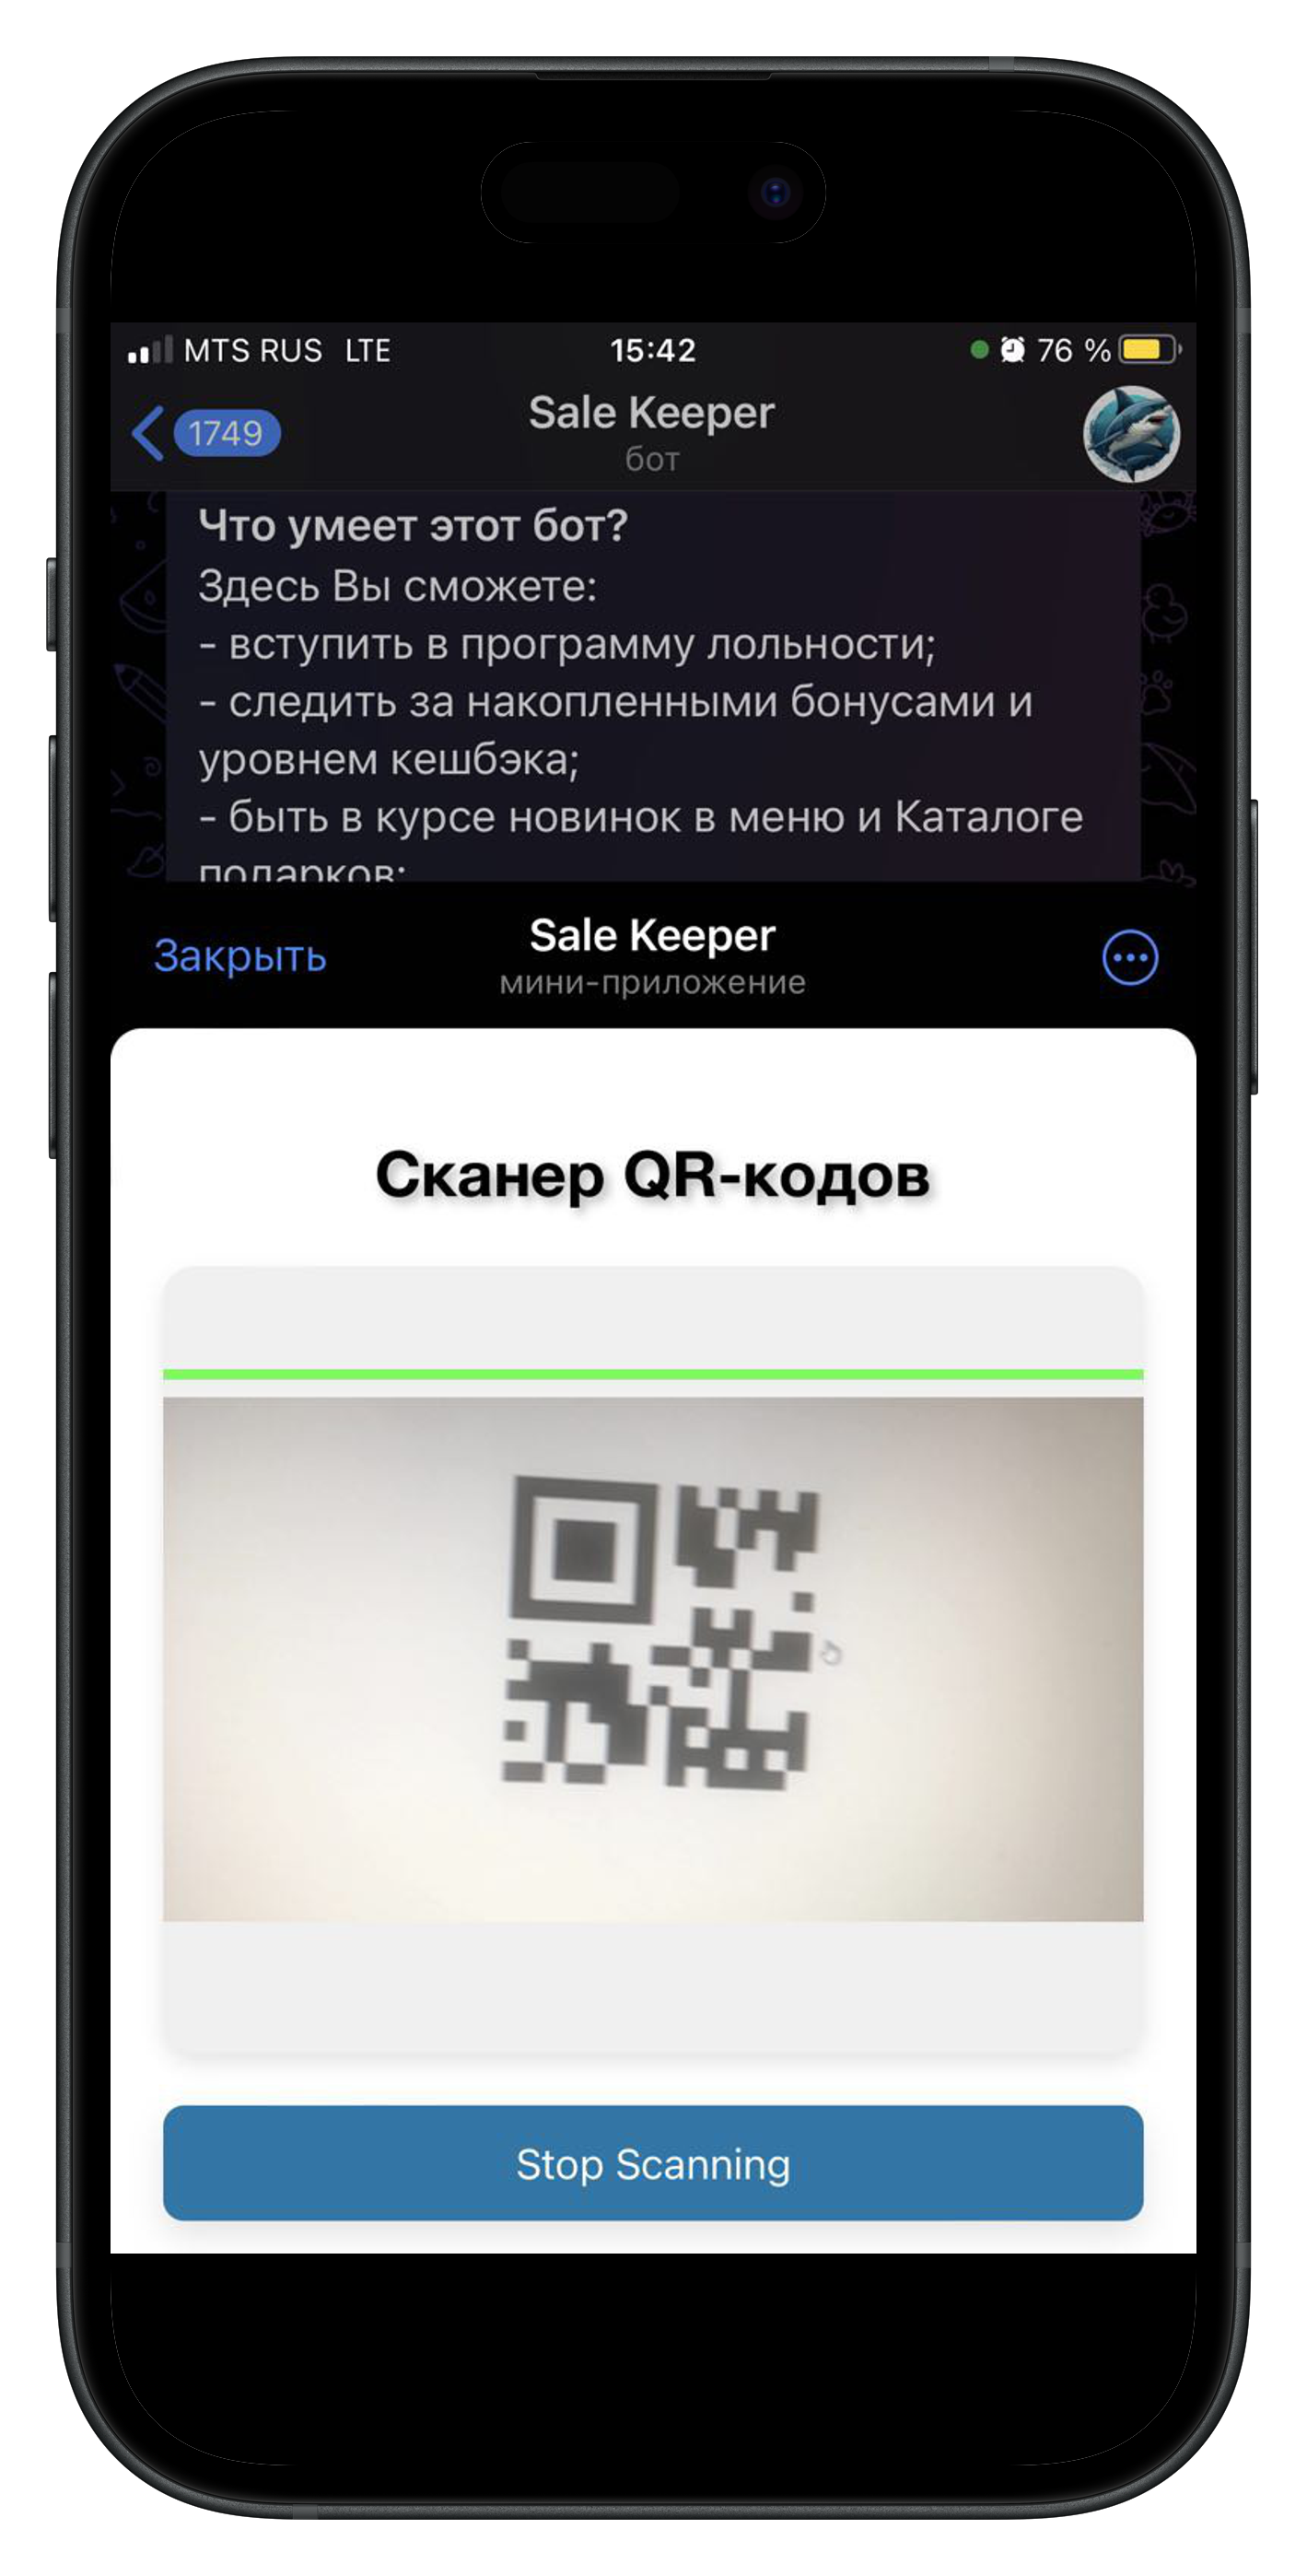 MTS RUS LTE 15:42 76 %
1749
Sale Keeper
бот
Что умеет этот бот?
Здесь Вы сможете:
- вступить в программу лольности;
- следить за накопленными бонусами и
уровнем кешбэка;
- быть в курсе новинок в меню и Каталоге
подарков;
Закрыть
Sale Keeper
мини-приложение
Сканер QR-кодов
Stop Scanning